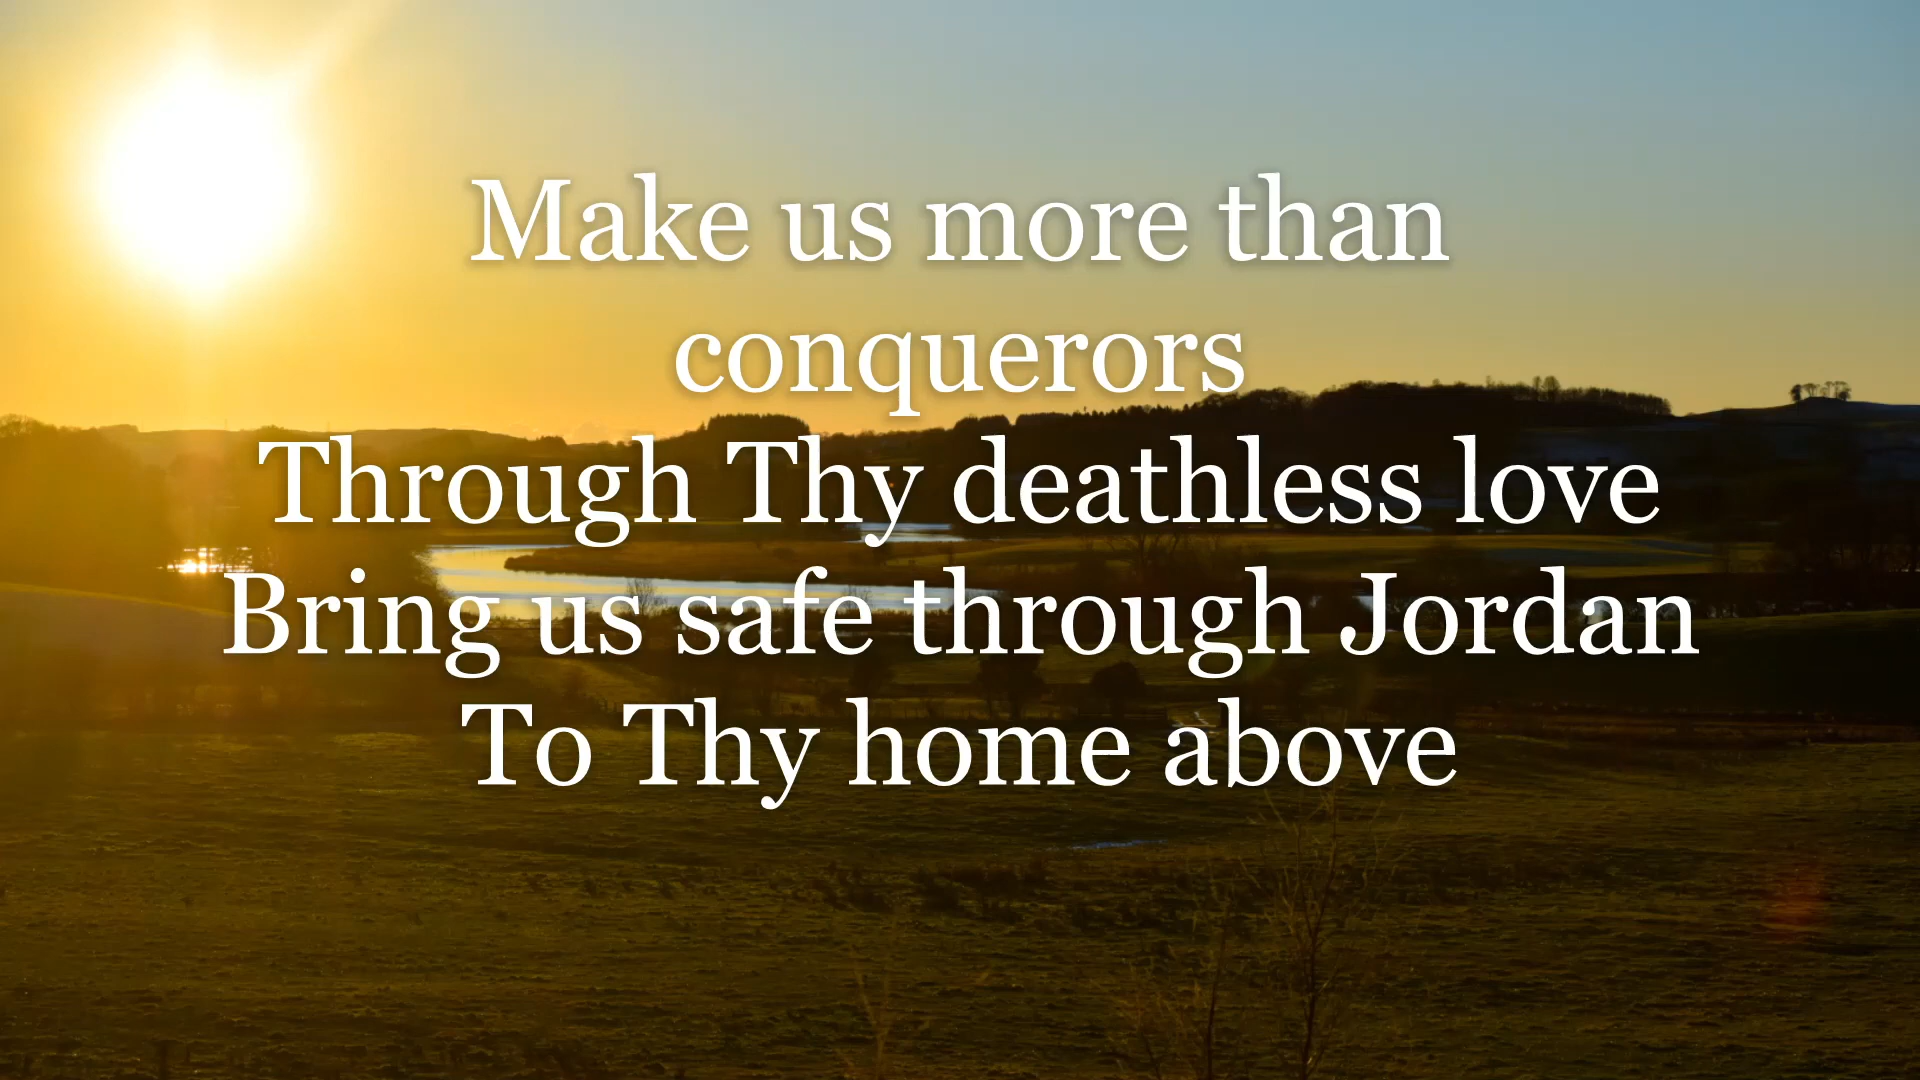 Make us more than
conquerors
Through Thy deathless love
Bring us safe through Jordan
To Thy home above